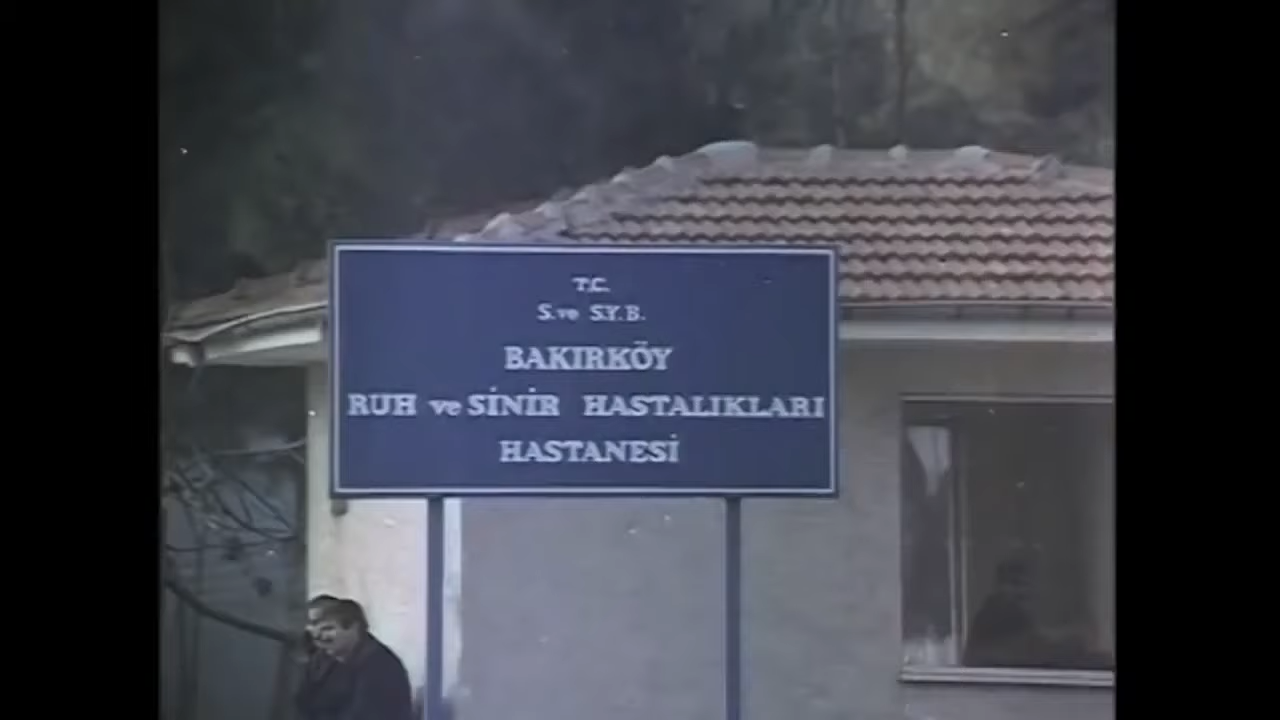 T.C.
S. ve S.Y.B.
BAKIRKÖY
RUH ve SİNİR HASTALIKLARI
HASTANESİ